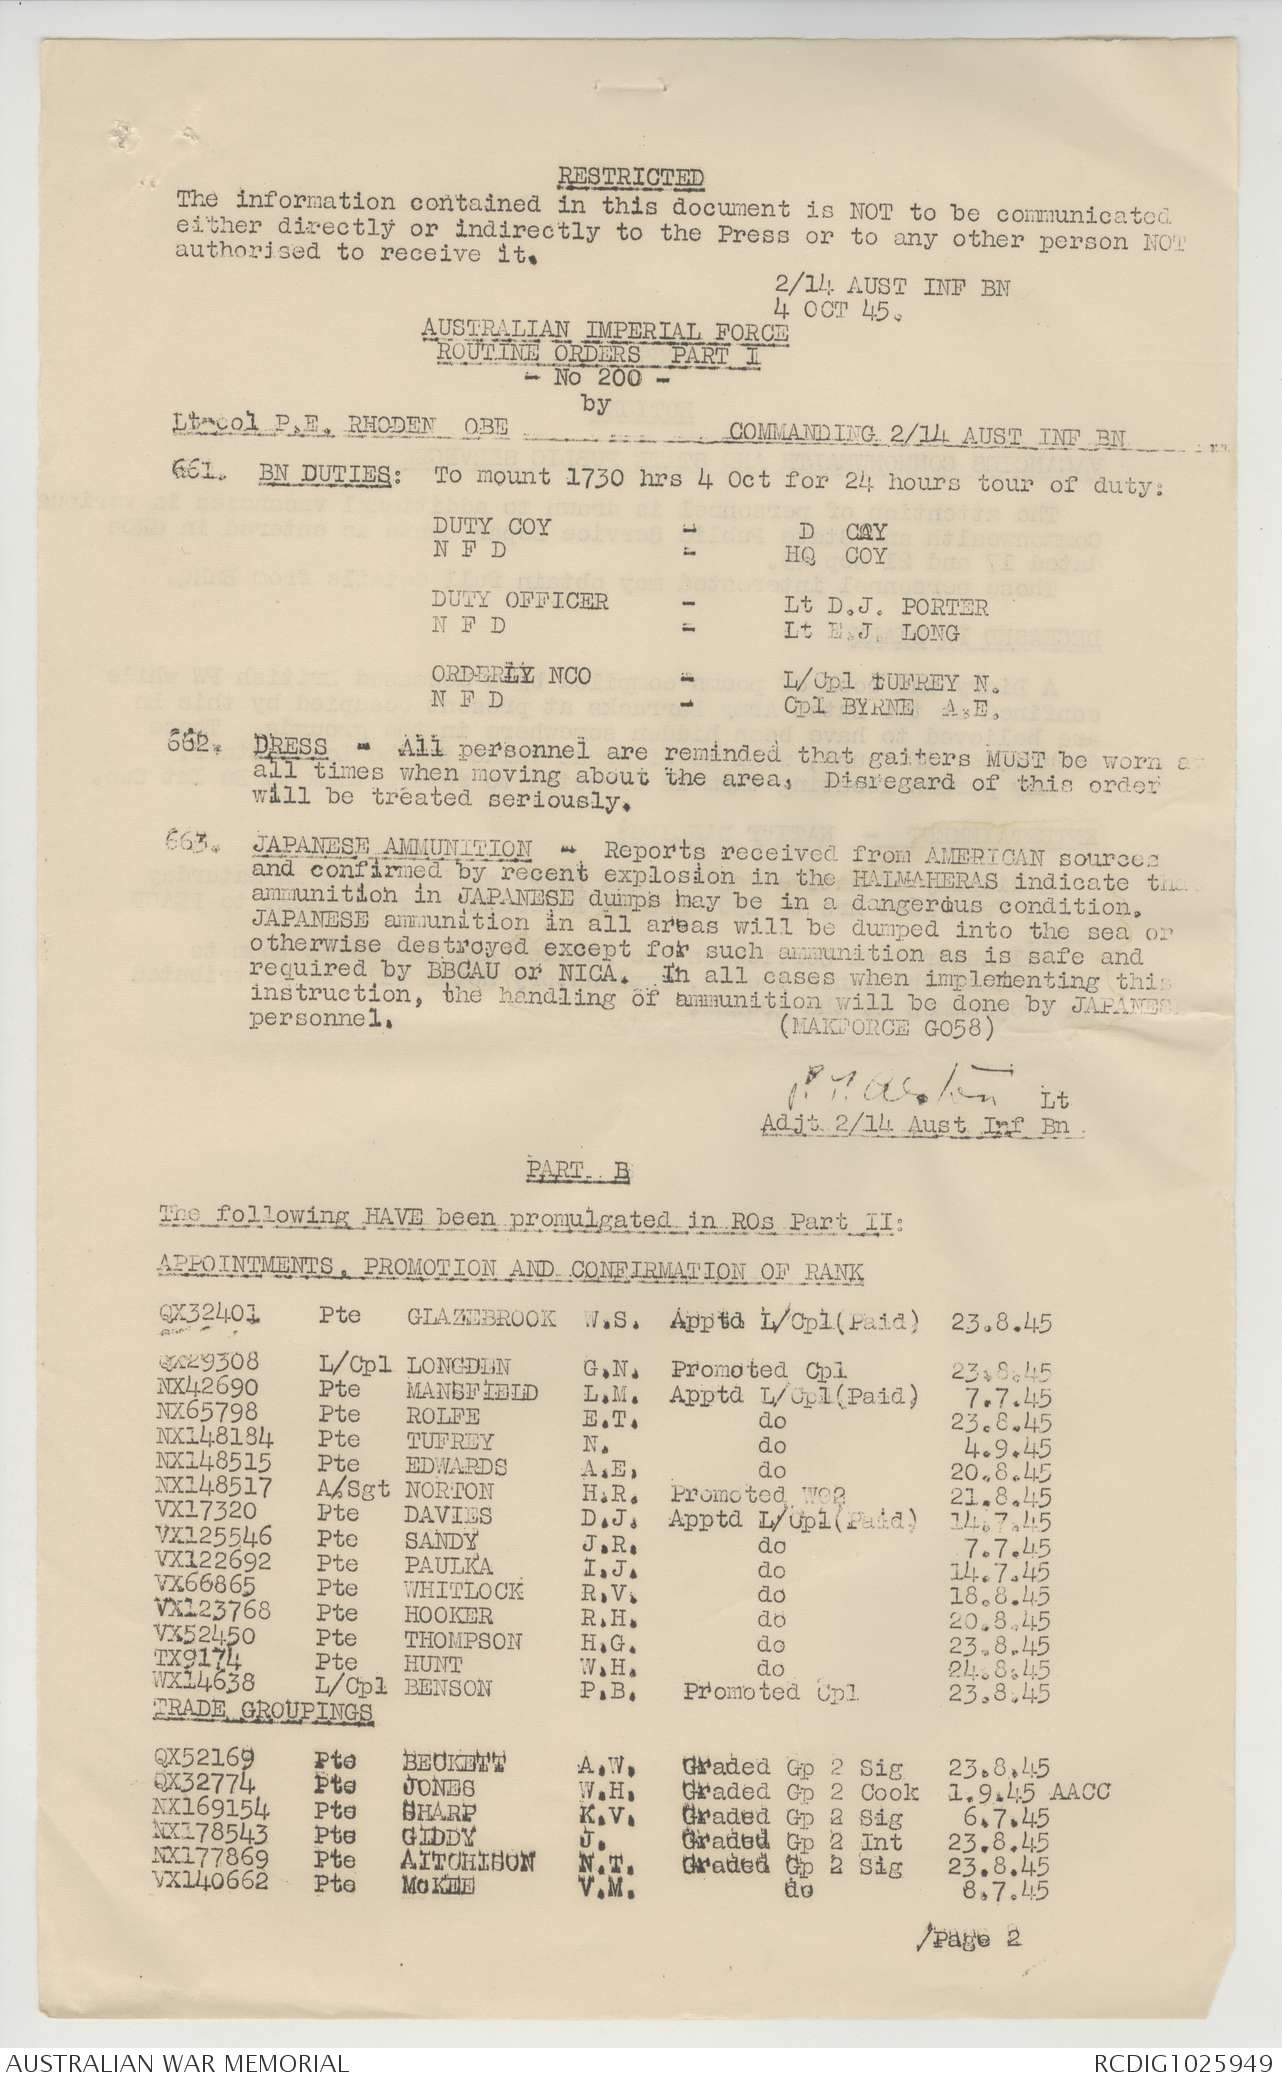 RESTRICTED
The information contained in this document is NOT to be communicated
either directly or indirectly to the Press or to any other person NOT
authorised to receive it.
2/14 AUST INF BN
4 OCT 45.
AUSTRALIAN IMPERIAL FORCE
ROUTINE ORDERS PART I
- No 200 -
by
Lt-col P.E. RHODEN OBE COMMANDING 2/14 AUST INF BN
661. BN DUTIES: To mount 1730 hrs 4 Oct for 24 hours tour of duty:
DUTY COY - D COY
N F D - HQ COY
DUTY OFFICER - Lt D.J. PORTER
N F D - Lt E.J. LONG
ORDERLY NCO - L/Cpl TUFREY N.
N F D - Cpl BYRNE A.E.
662. DRESS - All personnel are reminded that gaiters MUST be worn at
all times when moving about the area. Disregard of this order
will be treated seriously.
663. JAPANESE AMMUNITION - Reports received from AMERICAN sources
and confirmed by recent explosion in the HALMAHERAS indicate that
ammunition in JAPANESE dumps may be in a dangerous condition.
JAPANESE ammunition in all areas will be dumped into the sea or
otherwise destroyed except for such ammunition as is safe and
required by BBCAU or NICA. In all cases when implementing this
instruction, the handling of ammunition will be done by JAPANESE
personnel. (MAKFORCE G058)
Lt
Adjt 2/14 Aust Inf Bn
PART B
The following HAVE been promulgated in ROs Part II:
APPOINTMENTS, PROMOTION AND CONFIRMATION OF RANK
QX32401 Pte GLAZEBROOK W.S. Apptd L/Cpl(Paid) 23.8.45
QX29308 L/Cpl LONGDEN G.N. Promoted Cpl 23.8.45
NX42690 Pte MANSFIELD L.M. Apptd L/Cpl(Paid) 7.7.45
NX65798 Pte ROLFE E.T. do 23.8.45
NX148184 Pte TUFREY N. do 4.9.45
NX148515 Pte EDWARDS A.E. do 20.8.45
NX148517 A/Sgt NORTON H.R. Promoted WO2 21.8.45
VX17320 Pte DAVIES D.J. Apptd L/Cpl(Paid) 14.7.45
VX125546 Pte SANDY J.R. do 7.7.45
VX122692 Pte PAULKA I.J. do 14.7.45
VX66865 Pte WHITLOCK R.V. do 18.8.45
VX123768 Pte HOOKER R.H. do 20.8.45
VX52450 Pte THOMPSON H.G. do 23.8.45
TX9174 Pte HUNT W.H. do 24.8.45
WX14638 L/Cpl BENSON P.B. Promoted Cpl 23.8.45
TRADE GROUPINGS
QX52169 Pte BECKETT A.W. Graded Gp 2 Sig 23.8.45
QX32774 Pte JONES W.H. Graded Gp 2 Cook 1.9.45 AACC
NX169154 Pte SHARP K.V. Graded Gp 2 Sig 6.7.45
NX178543 Pte GIDDY J. Graded Gp 2 Int 23.8.45
NX177869 Pte AITCHISON N.T. Graded Gp 2 Sig 23.8.45
VX140662 Pte McKEE V.M. do 8.7.45
/Page 2
AUSTRALIAN WAR MEMORIAL RCDIG1025949